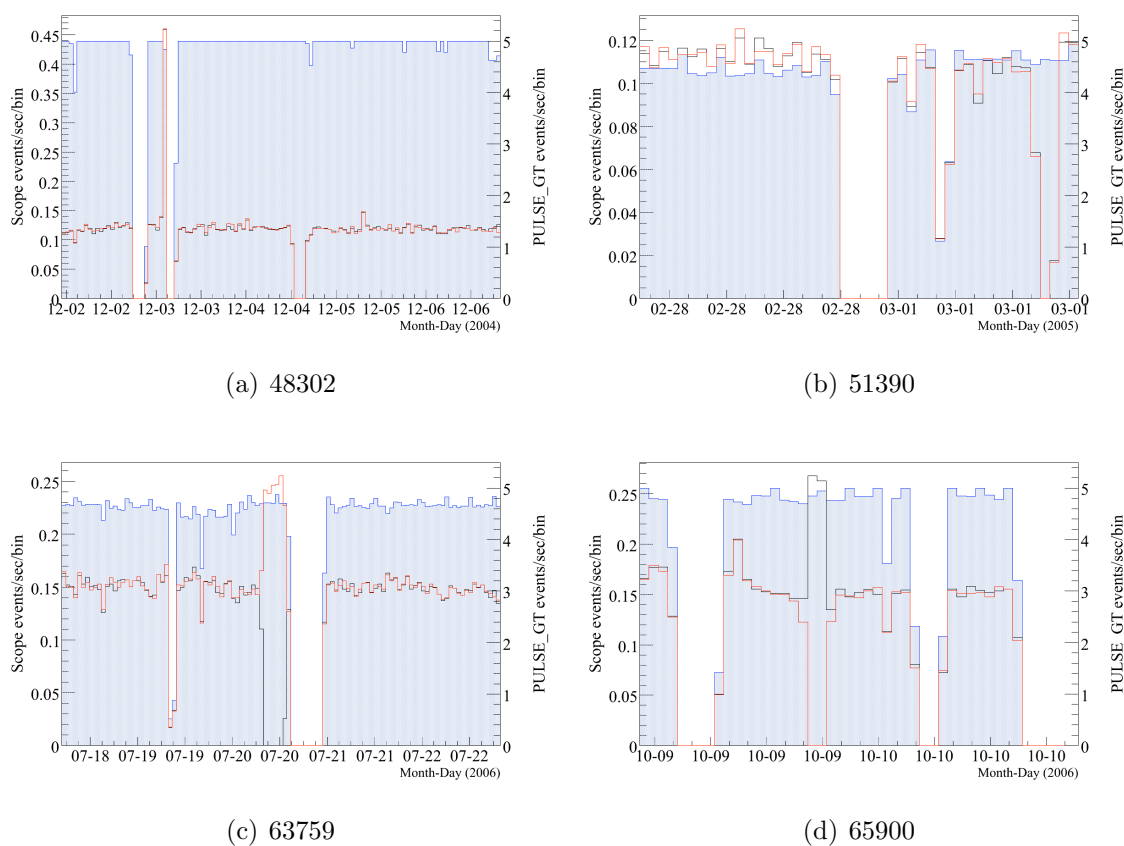 Scope events/sec/bin
0.45
0.4
0.35
0.3
0.25
0.2
0.15
0.1
0.05
0
5
4
3
2
1
0
PULSE_GT events/sec/bin
12-02 12-02 12-03 12-03 12-04 12-04 12-05 12-05 12-06 12-06
Month-Day (2004)
(a) 48302
Scope events/sec/bin
0.12
0.1
0.08
0.06
0.04
0.02
0
5
4
3
2
1
0
PULSE GT events/sec/bin
02-28 02-28 02-28 02-28 03-01 03-01 03-01 03-01
Month-Day (2005)
(b) 51390
Scope events/sec/bin
0.25
0.2
0.15
0.1
0.05
0
5
4
3
2
1
0
PULSE_GT events/sec/bin
07-18 07-19 07-19 07-20 07-20 07-21 07-21 07-22 07-22
Month-Day (2006)
(c) 63759
Scope events/sec/bin
0.25
0.2
0.15
0.1
0.05
0
5
4
3
2
1
0
PULSE GT events/sec/bin
10-09 10-09 10-09 10-09 10-10 10-10 10-10 10-10
Month-Day (2006)
(d) 65900